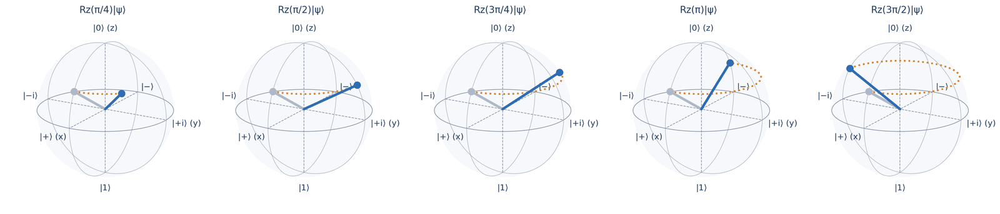 Rz(π/4)|ψ⟩
|0⟩ (z)
|−⟩
|−i⟩
|+i⟩ (y)
|+⟩ (x)
|1⟩
Rz(π/2)|ψ⟩
|0⟩ (z)
|−⟩
|−i⟩
|+i⟩ (y)
|+⟩ (x)
|1⟩
Rz(3π/4)|ψ⟩
|0⟩ (z)
|−⟩
|−i⟩
|+i⟩ (y)
|+⟩ (x)
|1⟩
Rz(π)|ψ⟩
|0⟩ (z)
|−⟩
|−i⟩
|+i⟩ (y)
|+⟩ (x)
|1⟩
Rz(3π/2)|ψ⟩
|0⟩ (z)
|−⟩
|−i⟩
|+i⟩ (y)
|+⟩ (x)
|1⟩